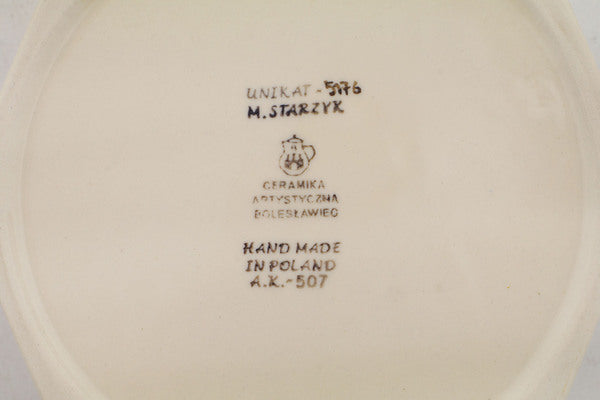 UNIKAT - 5176
M. STARZYK
CERAMIKA
ARTYSTYCZNA
BOLESŁAWIEC
HAND MADE
IN POLAND
A.K.-507